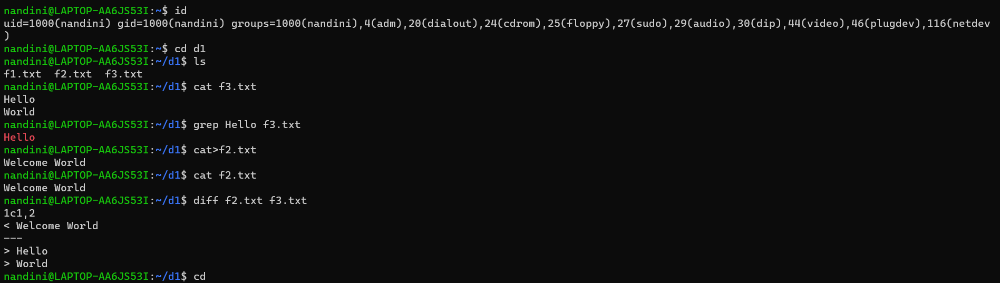 nandini@LAPTOP-AA6JS53I:~$ id
uid=1000(nandini) gid=1000(nandini) groups=1000(nandini),4(adm),20(dialout),24(cdrom),25(floppy),27(sudo),29(audio),30(dip),44(video),46(plugdev),116(netdev
)
nandini@LAPTOP-AA6JS53I:~$ cd d1
nandini@LAPTOP-AA6JS53I:~/d1$ ls
f1.txt  f2.txt  f3.txt
nandini@LAPTOP-AA6JS53I:~/d1$ cat f3.txt
Hello
World
nandini@LAPTOP-AA6JS53I:~/d1$ grep Hello f3.txt
Hello
nandini@LAPTOP-AA6JS53I:~/d1$ cat>f2.txt
Welcome World
nandini@LAPTOP-AA6JS53I:~/d1$ cat f2.txt
Welcome World
nandini@LAPTOP-AA6JS53I:~/d1$ diff f2.txt f3.txt
1c1,2
< Welcome World
---
> Hello
> World
nandini@LAPTOP-AA6JS53I:~/d1$ cd